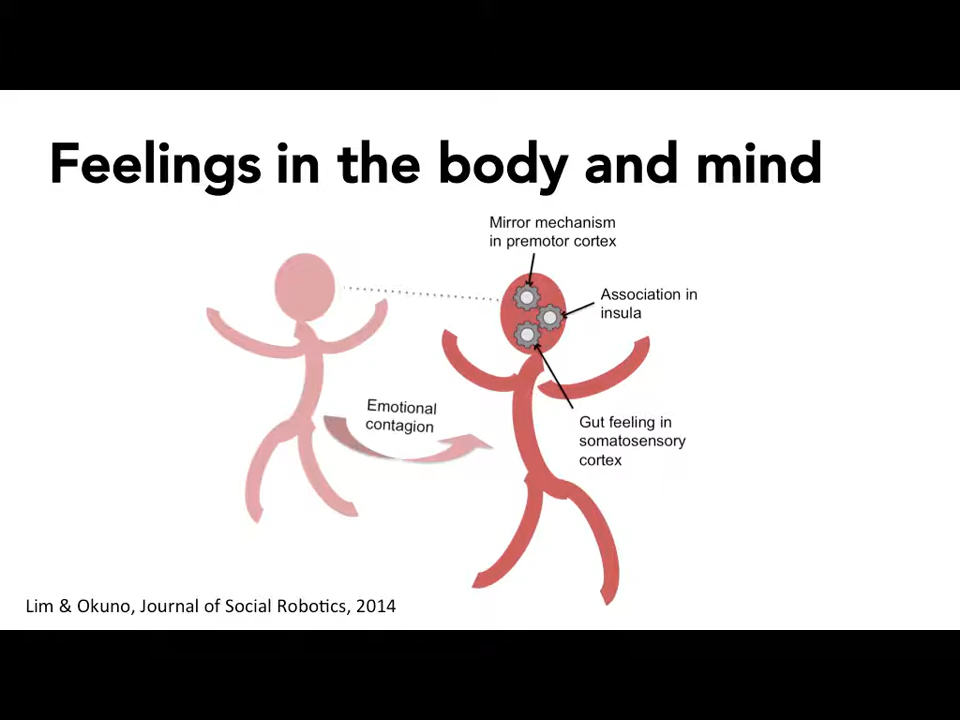 Feelings in the body and mind
Mirror mechanism
in premotor cortex
Association in
insula
Emotional
contagion
Gut feeling in
somatosensory
cortex
Lim & Okuno, Journal of Social Robotics, 2014